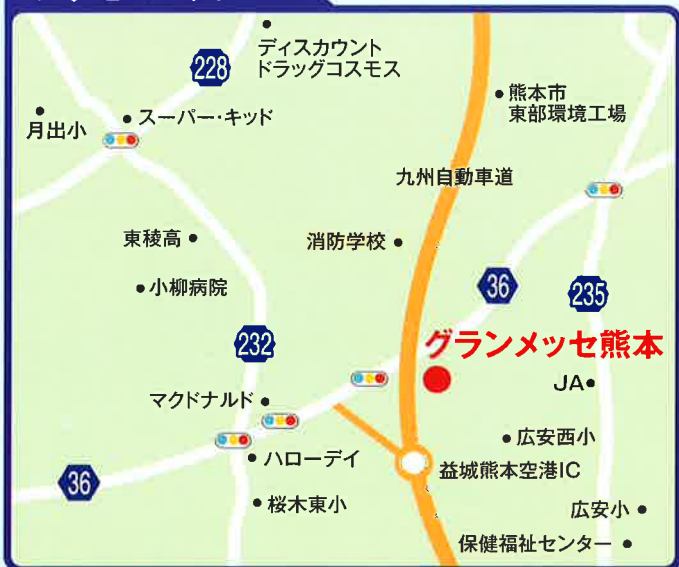 ディスカウント
ドラッグコスモス
228
熊本市
東部環境工場
月出小
スーパー・キッド
九州自動車道
東稜高
消防学校
小柳病院
36
235
232
グランメッセ熊本
JA
マクドナルド
広安西小
ハローデイ
益城熊本空港IC
36
桜木東小
広安小
保健福祉センター